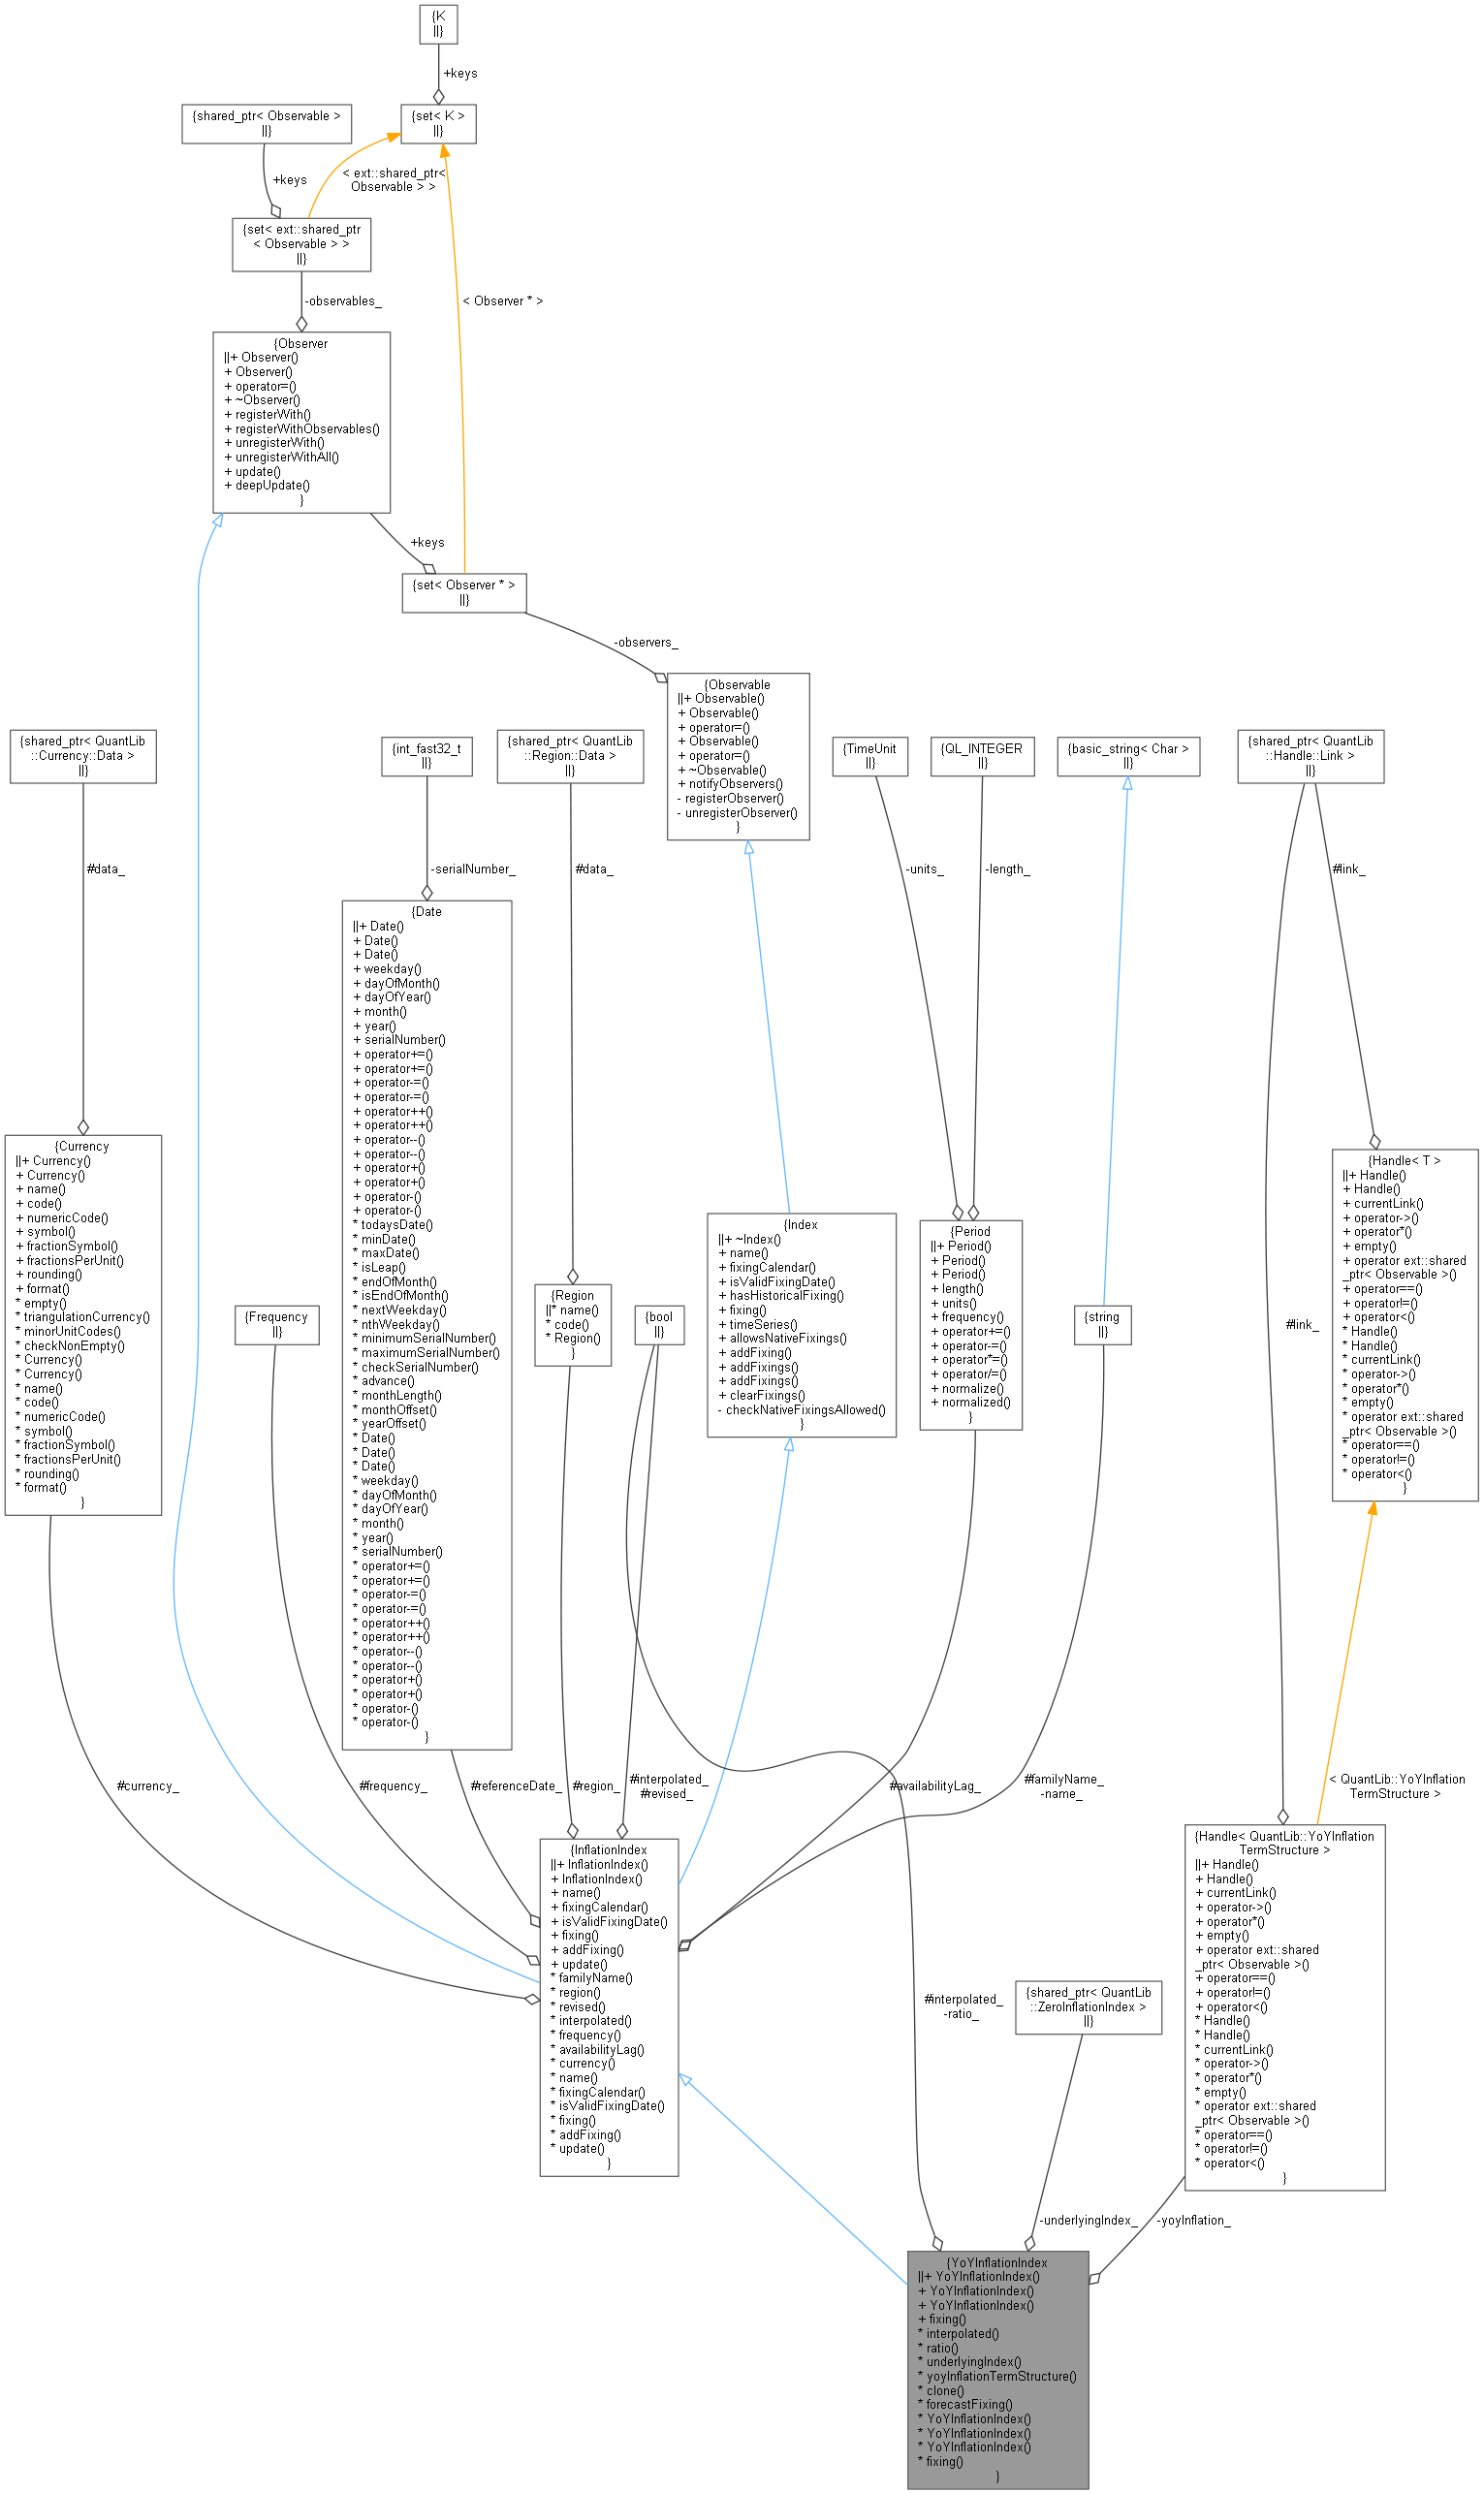 {K
||}
+keys
{shared_ptr< Observable >
||}
{set< K >
||}
+keys
< ext::shared_ptr<
Observable > >
{set< ext::shared_ptr
< Observable > >
||}
-observables_
< Observer * >
{Observer
||+ Observer()
+ Observer()
+ operator=()
+ ~Observer()
+ registerWith()
+ registerWithObservables()
+ unregisterWith()
+ unregisterWithAll()
+ update()
+ deepUpdate()
}
+keys
{set< Observer * >
||}
-observers_
{Observable
||+ Observable()
+ Observable()
+ operator=()
+ Observable()
+ operator=()
+ ~Observable()
+ notifyObservers()
- registerObserver()
- unregisterObserver()
}
{shared_ptr< QuantLib
::Currency::Data >
||}
{int_fast32_t
||}
{shared_ptr< QuantLib
::Region::Data >
||}
{TimeUnit
||}
{QL_INTEGER
||}
{basic_string< Char >
||}
{shared_ptr< QuantLib
::Handle::Link >
||}
#data_
-serialNumber_
#data_
-units_
-length_
#link_
{Date
||+ Date()
+ Date()
+ Date()
+ weekday()
+ dayOfMonth()
+ dayOfYear()
+ month()
+ year()
+ serialNumber()
+ operator+=()
+ operator+=()
+ operator-=()
+ operator-=()
+ operator++()
+ operator++()
+ operator--()
+ operator--()
+ operator+()
+ operator+()
+ operator-()
+ operator-()
* todaysDate()
* minDate()
* maxDate()
* isLeap()
* endOfMonth()
* isEndOfMonth()
* nextWeekday()
* nthWeekday()
* minimumSerialNumber()
* maximumSerialNumber()
* checkSerialNumber()
* advance()
* monthLength()
* monthOffset()
* yearOffset()
* Date()
* Date()
* Date()
* weekday()
* dayOfMonth()
* dayOfYear()
* month()
* year()
* serialNumber()
* operator+=()
* operator+=()
* operator-=()
* operator-=()
* operator++()
* operator++()
* operator--()
* operator--()
* operator+()
* operator+()
* operator-()
* operator-()
}
{Currency
||+ Currency()
+ Currency()
+ name()
+ code()
+ numericCode()
+ symbol()
+ fractionSymbol()
+ fractionsPerUnit()
+ rounding()
+ format()
* empty()
* triangulationCurrency()
* minorUnitCodes()
* checkNonEmpty()
* Currency()
* Currency()
* name()
* code()
* numericCode()
* symbol()
* fractionSymbol()
* fractionsPerUnit()
* rounding()
* format()
}
{Handle< T >
||+ Handle()
+ Handle()
+ currentLink()
+ operator->()
+ operator*()
+ empty()
+ operator ext::shared
_ptr< Observable >()
+ operator==()
+ operator!=()
+ operator<()
* Handle()
* Handle()
* currentLink()
* operator->()
* operator*()
* empty()
* operator ext::shared
_ptr< Observable >()
* operator==()
* operator!=()
* operator<()
}
{Index
||+ ~Index()
+ name()
+ fixingCalendar()
+ isValidFixingDate()
+ hasHistoricalFixing()
+ fixing()
+ timeSeries()
+ allowsNativeFixings()
+ addFixing()
+ addFixings()
+ addFixings()
+ clearFixings()
- checkNativeFixingsAllowed()
}
{Period
||+ Period()
+ Period()
+ Period()
+ length()
+ units()
+ frequency()
+ operator+=()
+ operator-=()
+ operator*=()
+ operator/=()
+ normalize()
+ normalized()
}
{Region
||* name()
* code()
* Region()
}
{Frequency
||}
{bool
||}
{string
||}
#link_
#currency_
#frequency_
#referenceDate_
#region_
#interpolated_
#revised_
#availabilityLag_
#familyName_
-name_
< QuantLib::YoYInflation
TermStructure >
{InflationIndex
||+ InflationIndex()
+ InflationIndex()
+ name()
+ fixingCalendar()
+ isValidFixingDate()
+ fixing()
+ addFixing()
+ update()
* familyName()
* region()
* revised()
* interpolated()
* frequency()
* availabilityLag()
* currency()
* name()
* fixingCalendar()
* isValidFixingDate()
* fixing()
* addFixing()
* update()
}
{Handle< QuantLib::YoYInflation
TermStructure >
||+ Handle()
+ Handle()
+ currentLink()
+ operator->()
+ operator*()
+ empty()
+ operator ext::shared
_ptr< Observable >()
+ operator==()
+ operator!=()
+ operator<()
* Handle()
* Handle()
* currentLink()
* operator->()
* operator*()
* empty()
* operator ext::shared
_ptr< Observable >()
* operator==()
* operator!=()
* operator<()
}
#interpolated_
-ratio_
{shared_ptr< QuantLib
::ZeroInflationIndex >
||}
-underlyingIndex_
-yoyInflation_
{YoYInflationIndex
||+ YoYInflationIndex()
+ YoYInflationIndex()
+ YoYInflationIndex()
+ fixing()
* interpolated()
* ratio()
* underlyingIndex()
* yoyInflationTermStructure()
* clone()
* forecastFixing()
* YoYInflationIndex()
* YoYInflationIndex()
* YoYInflationIndex()
* fixing()
}